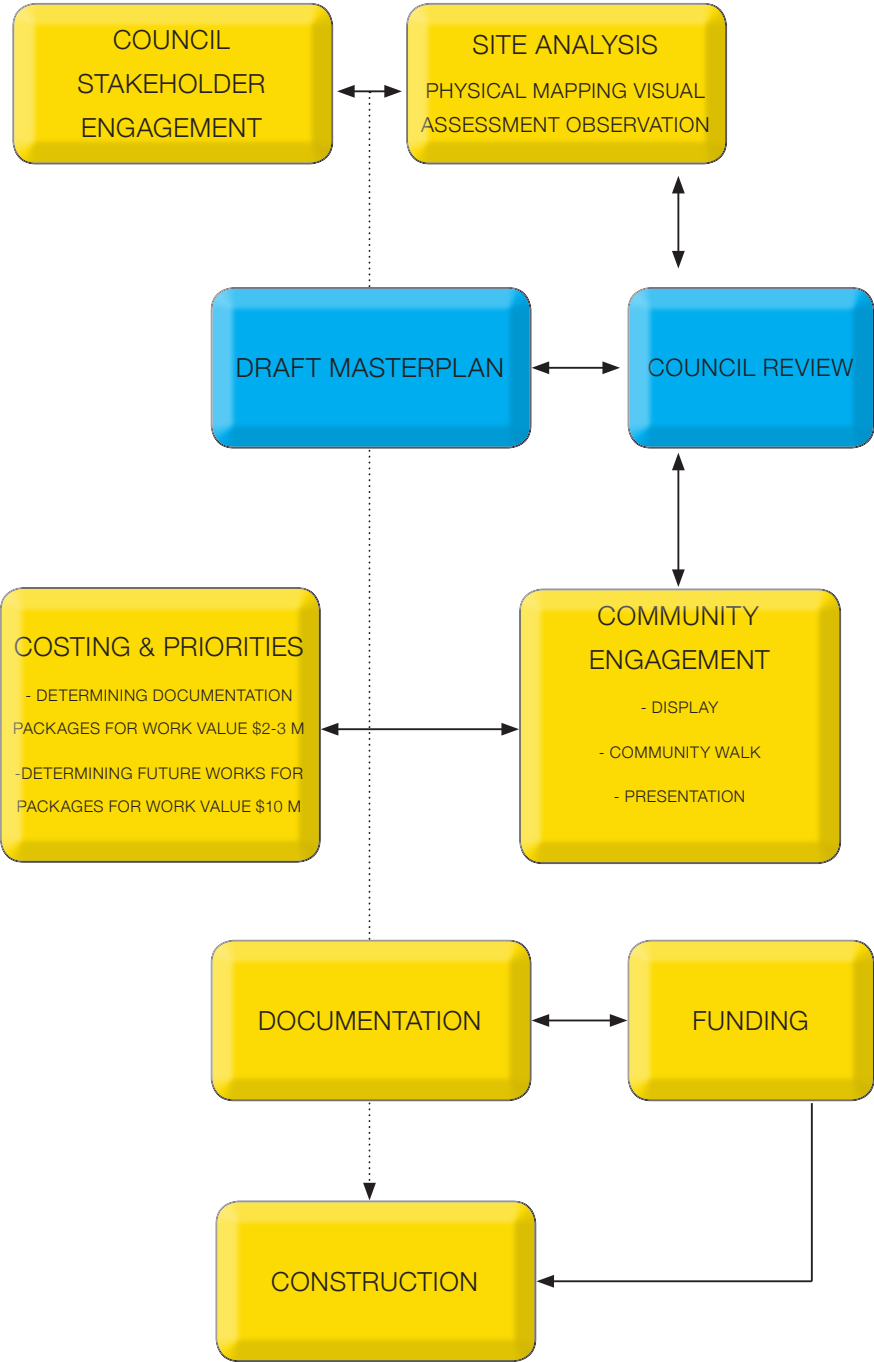 COUNCIL
STAKEHOLDER
ENGAGEMENT
SITE ANALYSIS
PHYSICAL MAPPING VISUAL
ASSESSMENT OBSERVATION
DRAFT MASTERPLAN
COUNCIL REVIEW
COSTING & PRIORITIES
- DETERMINING DOCUMENTATION
PACKAGES FOR WORK VALUE $2-3 M
-DETERMINING FUTURE WORKS FOR
PACKAGES FOR WORK VALUE $10 M
COMMUNITY
ENGAGEMENT
- DISPLAY
- COMMUNITY WALK
- PRESENTATION
DOCUMENTATION
FUNDING
CONSTRUCTION